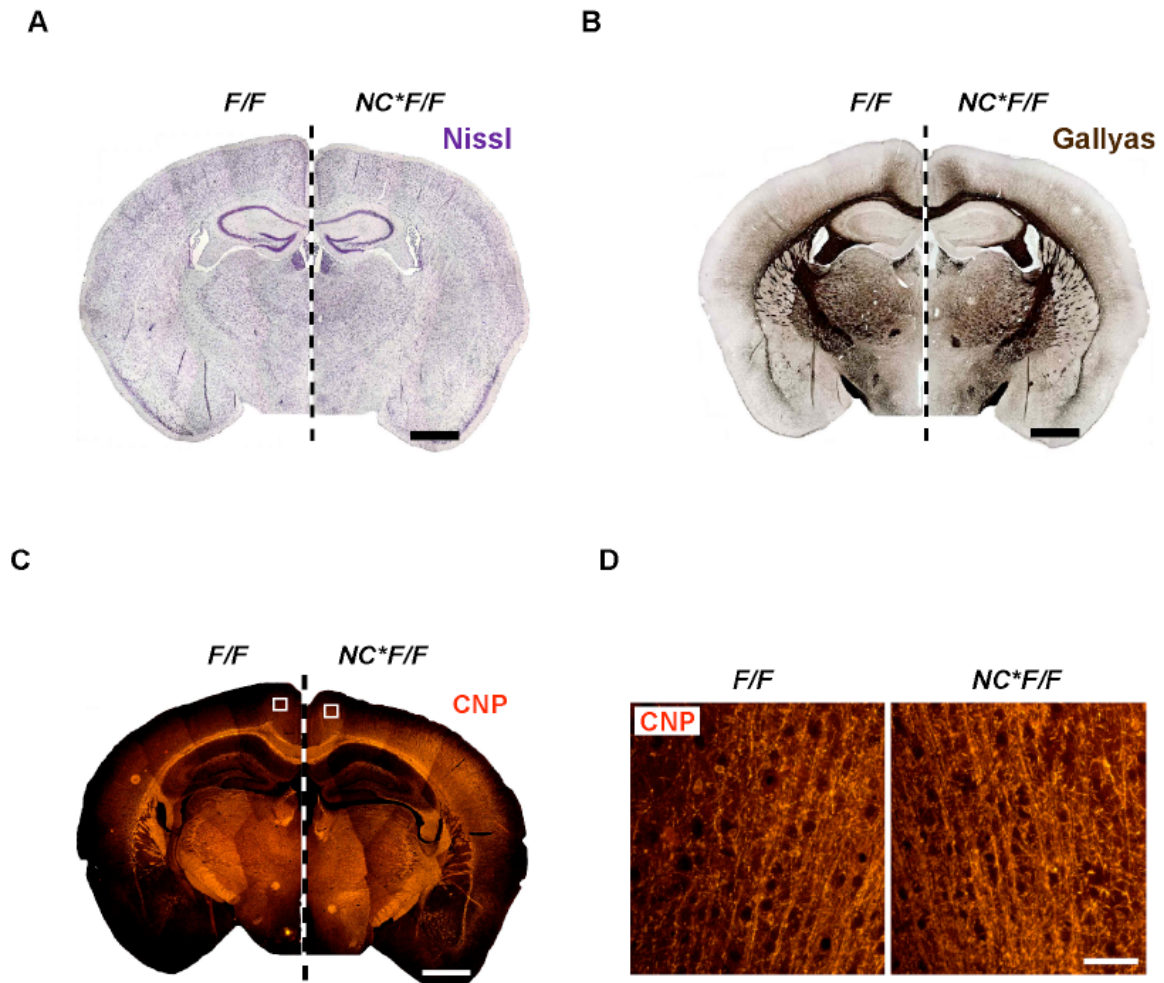 A
B
F/F NC*F/F
Nissl
F/F NC*F/F
Gallyas
C
D
F/F NC*F/F
CNP
F/F NC*F/F
CNP